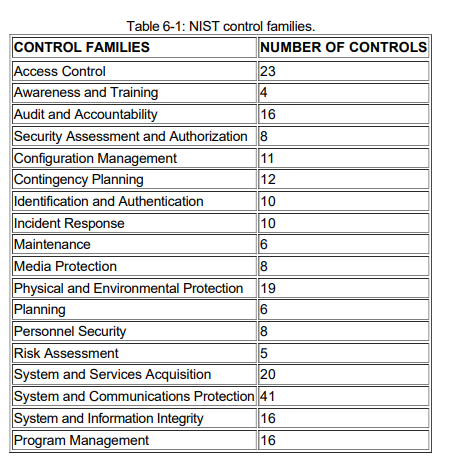 Table 6-1: NIST control families.
CONTROL FAMILIES NUMBER OF CONTROLS
Access Control 23
Awareness and Training 4
Audit and Accountability 16
Security Assessment and Authorization 8
Configuration Management 11
Contingency Planning 12
Identification and Authentication 10
Incident Response 10
Maintenance 6
Media Protection 8
Physical and Environmental Protection 19
Planning 6
Personnel Security 8
Risk Assessment 5
System and Services Acquisition 20
System and Communications Protection 41
System and Information Integrity 16
Program Management 16